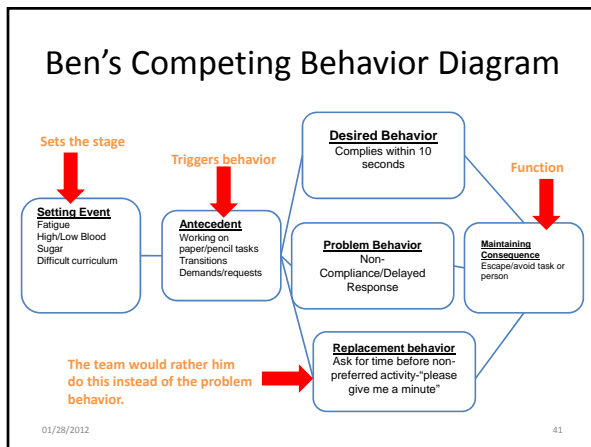 Ben's Competing Behavior Diagram
Sets the stage
Triggers behavior
Function
Setting Event
Fatigue
High/Low Blood
Sugar
Difficult curriculum
Antecedent
Working on
paper/pencil tasks
Transitions
Demands/requests
Desired Behavior
Complies within 10
seconds
Problem Behavior
Non-
Compliance/Delayed
Response
Replacement behavior
Ask for time before non-
preferred activity-"please
give me a minute"
Maintaining
Consequence
Escape/avoid task or
person
The team would rather him
do this instead of the problem
behavior.
01/28/2012
41